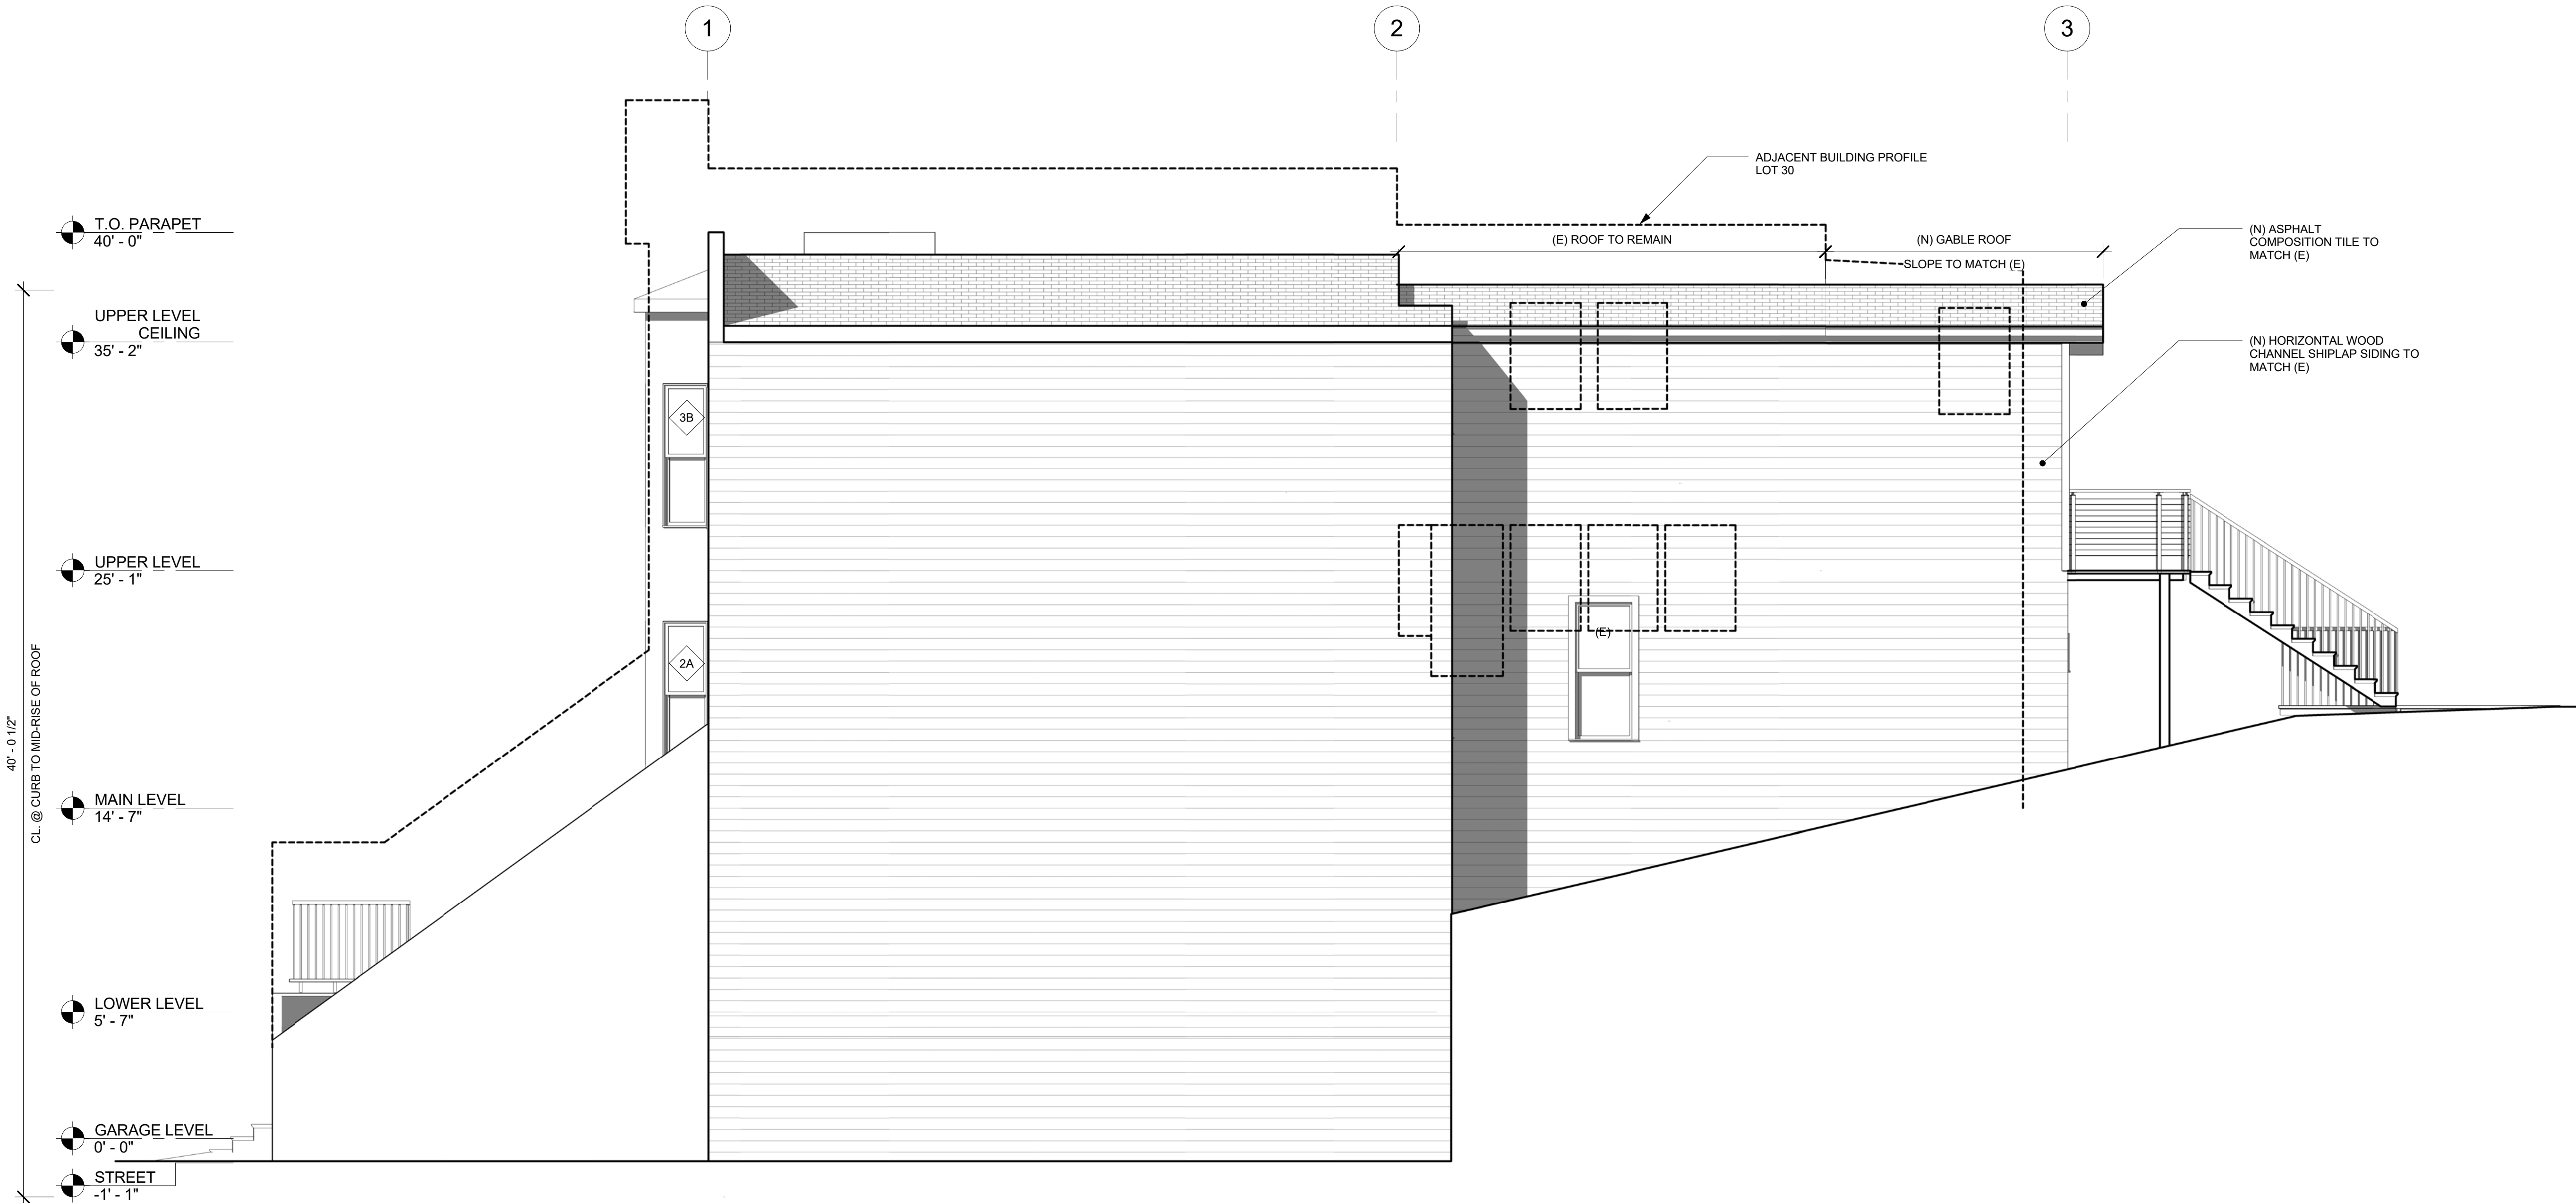 1
2
3
ADJACENT BUILDING PROFILE
LOT 30
T.O. PARAPET
40' - 0"
(E) ROOF TO REMAIN
(N) GABLE ROOF
SLOPE TO MATCH (E)
(N) ASPHALT
COMPOSITION TILE TO
MATCH (E)
UPPER LEVEL
CEILING
35' - 2"
(N) HORIZONTAL WOOD
CHANNEL SHIPLAP SIDING TO
MATCH (E)
3B
UPPER LEVEL
25' - 1"
(E)
2A
40' - 0 1/2"
CL. @ CURB TO MID-RISE OF ROOF
MAIN LEVEL
14' - 7"
LOWER LEVEL
5' - 7"
GARAGE LEVEL
0' - 0"
STREET
-1' - 1"